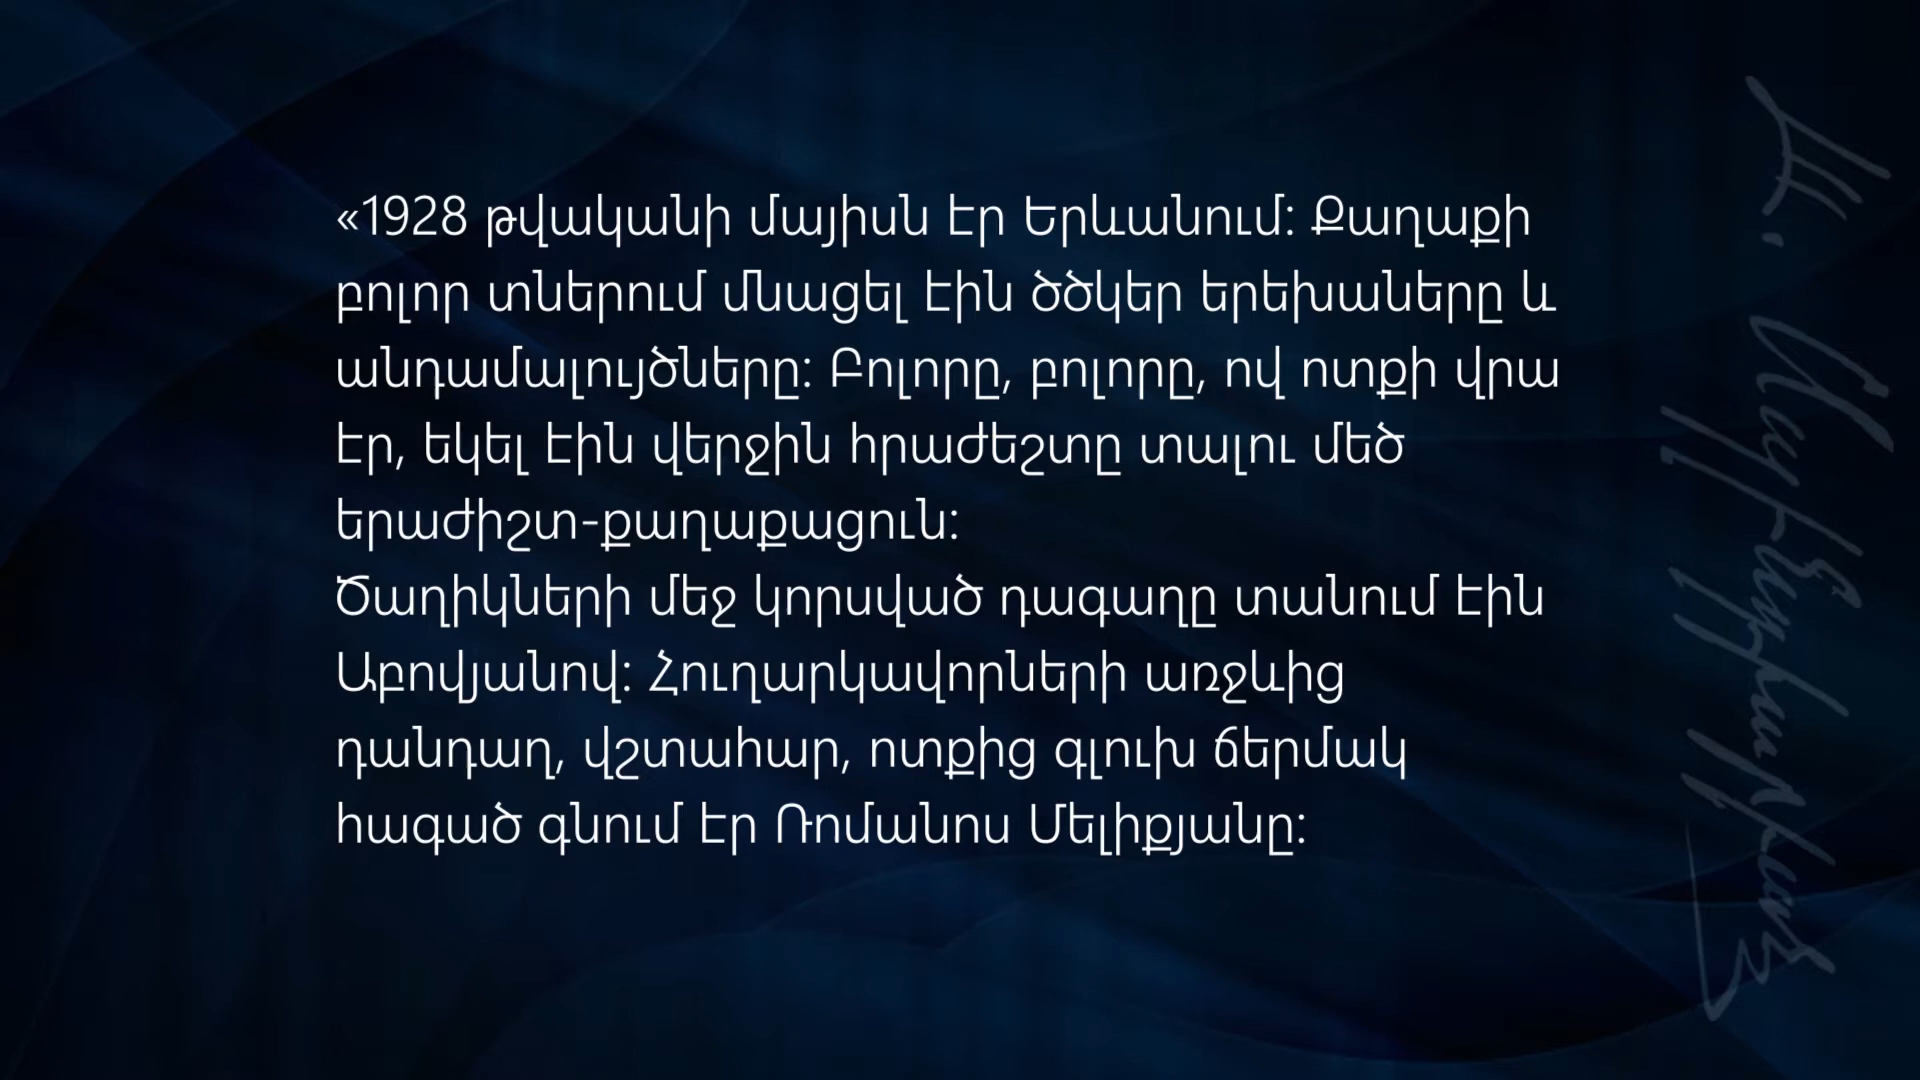 «1928 թվականի մայիսն էր Երևանում: Քաղաքի
բոլոր տներում մնացել էին ծծկեր երեխաները և
անդամալույծները: Բոլորը, բոլորը, ով ոտքի վրա
էր, եկել էին վերջին հրաժեշտը տալու մեծ
երաժիշտ-քաղաքացուն:
Ծաղիկների մեջ կորսված դագաղը տանում էին
Աբովյանով: Հուղարկավորների առջևից
դանդաղ, վշտահար, ոտքից գլուխ ճերմակ
հագած գնում էր Ռոմանոս Մելիքյանը: